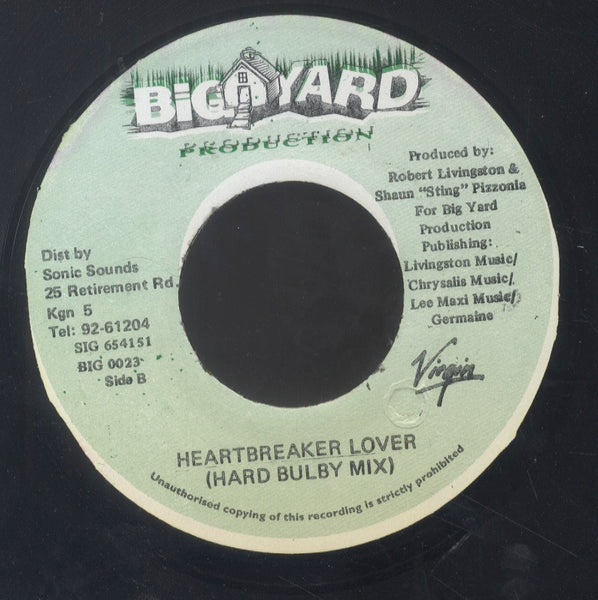 BiG YARD
PRODUCTION
Produced by:
Robert Livingston &
Shaun "Sting" Pizzonia
For Big Yard
Production
Publishing:
Livingston Music/
Chrysalis Music/
Lee Maxi Music/
Germaine
Dist by
Sonic Sounds
25 Retirement Rd.
Kgn 5
Tel: 92-61204
SIG 654151
BIG 0023
Side B
Virgin
HEARTBREAKER LOVER
(HARD BULBY MIX)
Unauthorised copying of this recording is strictly prohibited